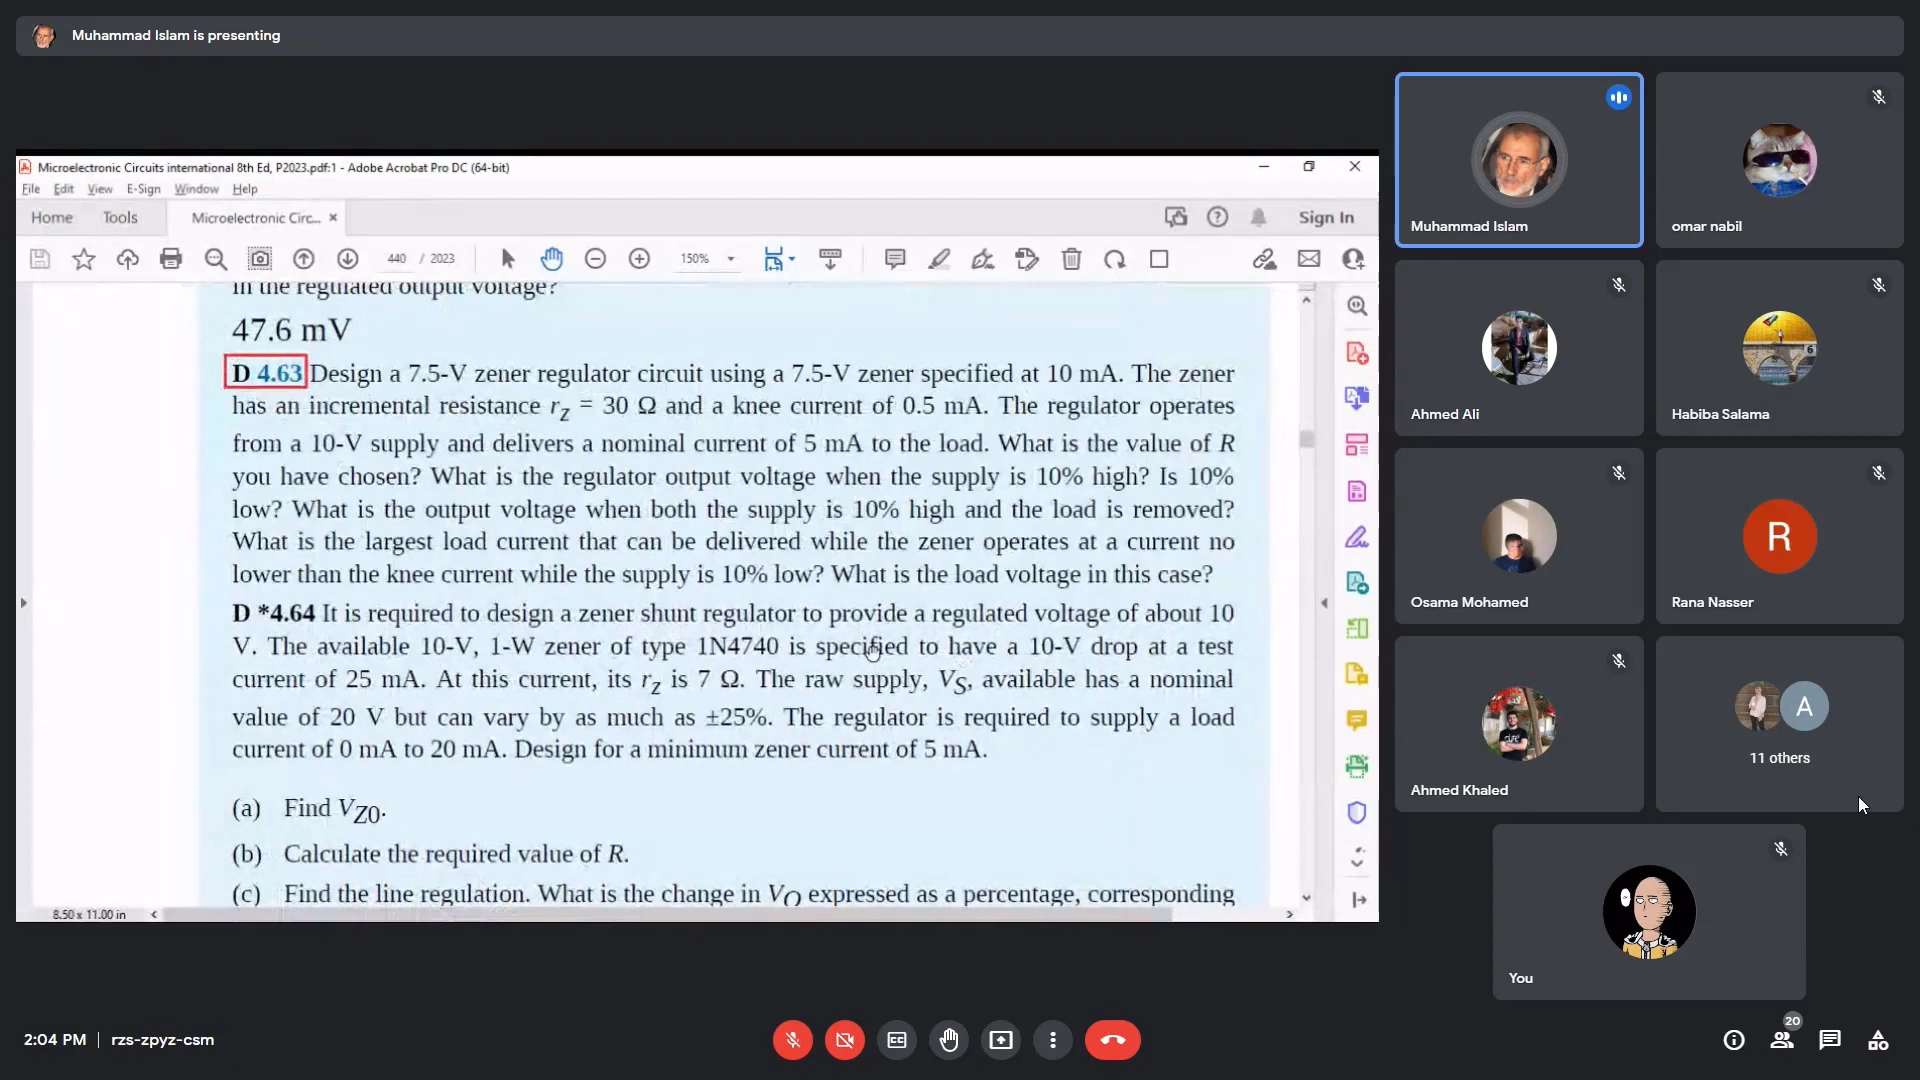 Muhammad Islam is presenting
Microelectronic Circuits international 8th Ed, P2023.pdf:1 - Adobe Acrobat Pro DC (64-bit)
File Edit View E-Sign Window Help
Home Tools Microelectronic Circ... × Sign In
440 / 2023 150%
in the regulated output voltage?
47.6 mV
D 4.63 Design a 7.5-V zener regulator circuit using a 7.5-V zener specified at 10 mA. The zener
has an incremental resistance rz = 30 Ω and a knee current of 0.5 mA. The regulator operates
from a 10-V supply and delivers a nominal current of 5 mA to the load. What is the value of R
you have chosen? What is the regulator output voltage when the supply is 10% high? Is 10%
low? What is the output voltage when both the supply is 10% high and the load is removed?
What is the largest load current that can be delivered while the zener operates at a current no
lower than the knee current while the supply is 10% low? What is the load voltage in this case?
D *4.64 It is required to design a zener shunt regulator to provide a regulated voltage of about 10
V. The available 10-V, 1-W zener of type 1N4740 is specified to have a 10-V drop at a test
current of 25 mA. At this current, its rz is 7 Ω. The raw supply, VS, available has a nominal
value of 20 V but can vary by as much as ±25%. The regulator is required to supply a load
current of 0 mA to 20 mA. Design for a minimum zener current of 5 mA.
(a) Find VZ0.
(b) Calculate the required value of R.
(c) Find the line regulation. What is the change in VO expressed as a percentage, corresponding
8.50 x 11.00 in
Muhammad Islam
omar nabil
Ahmed Ali
Habiba Salama
6
Osama Mohamed
R
Rana Nasser
Ahmed Khaled
A
11 others
You
2:04 PM | rzs-zpyz-csm
20